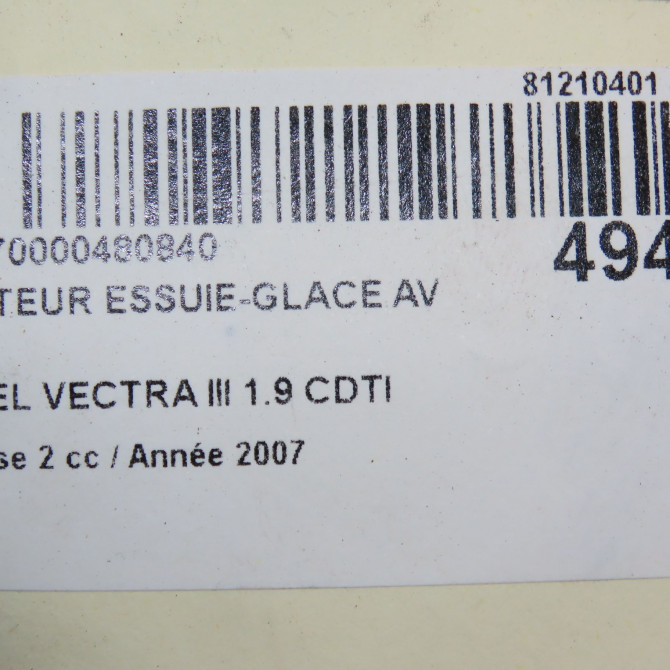 81210401
70000480840
494
TEUR ESSUIE-GLACE AV
EL VECTRA III 1.9 CDTI
se 2 cc / Année 2007